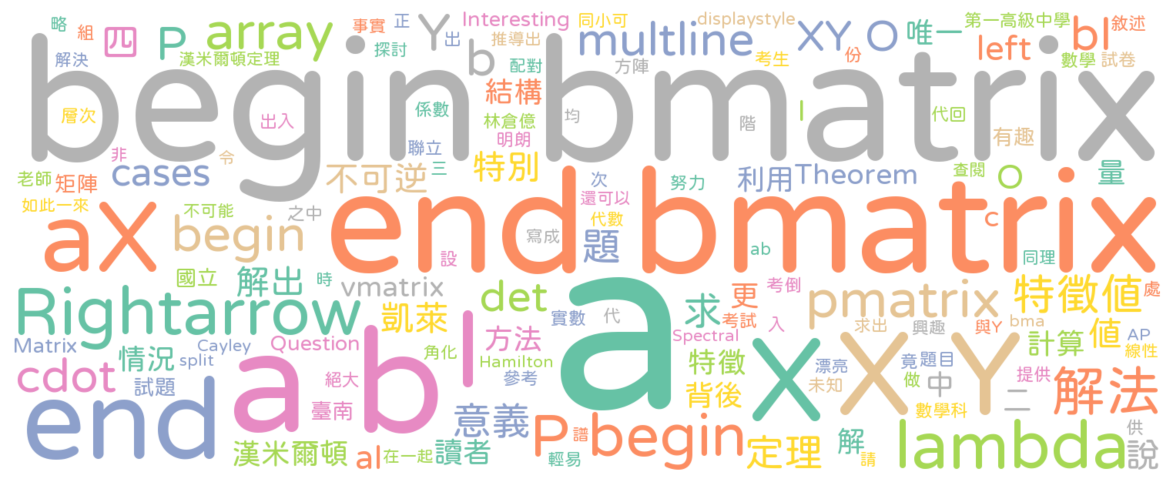 略 組 四 P array 事實 正 Y 出 Interesting 同小可 displaystyle 唯一 第一高級中學 敘述
解決 漢米爾頓定理 探討 推導出 b 配對 multline 方陣 考生 XY O 份 left 數學 bl 試卷
begin bmatrix
層次 出入 係數 結構 林倉億 明朗 均 階 l 代回 有趣
非 令 聯立 三
老師 矩陣 cases 不可逆 特別 次 努力 利用 Theorem 查閱 O 量
如此一來 不可能 之中 還可以 代數
aX begin end bmatrix c
寫成 題 ab 同理
設
國立 解出 時 vmatrix det 求 更 考倒 pmatrix 特徵值 處
Rightarrow 凱萊 實數 代 a 考試 入 求出 興趣 與Y bma 值 AP
Matrix 情況 Cayley Question a b l 方法 角化 Hamilton Spectral 特徵 X X Y 漂亮 竟 題目 計算 線性
cdot split 試題 絕大 參考 背後 未知 做 中 提供 解法
end 臺南 意義 P 譜 begin 數學科 二
漢米爾頓 al 在一起 讀者 輕易 定理 解 請 lambda 供 說